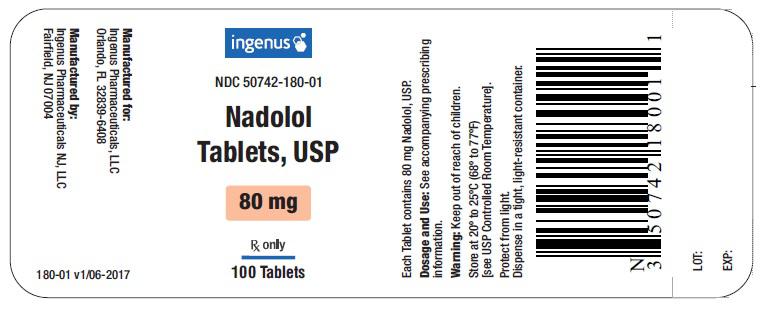 Manufactured for:
Ingenus Pharmaceuticals, LLC
Orlando, FL 32839-6408
Manufactured by:
Ingenus Pharmaceuticals NJ, LLC
Fairfield, NJ 07004
ingenus
NDC 50742-180-01
Nadolol
Tablets, USP
80 mg
Rx only
100 Tablets
180-01 v1/06-2017
Each Tablet contains 80 mg Nadolol, USP.
Dosage and Use: See accompanying prescribing
information.
Warning: Keep out of reach of children.
Store at 20° to 25°C (68° to 77°F)
[see USP Controlled Room Temperature].
Protect from light.
Dispense in a tight, light-resistant container.
N
3 50742 18001 1
LOT:
EXP: